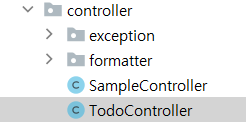 controller
exception
formatter
C SampleController
C TodoController